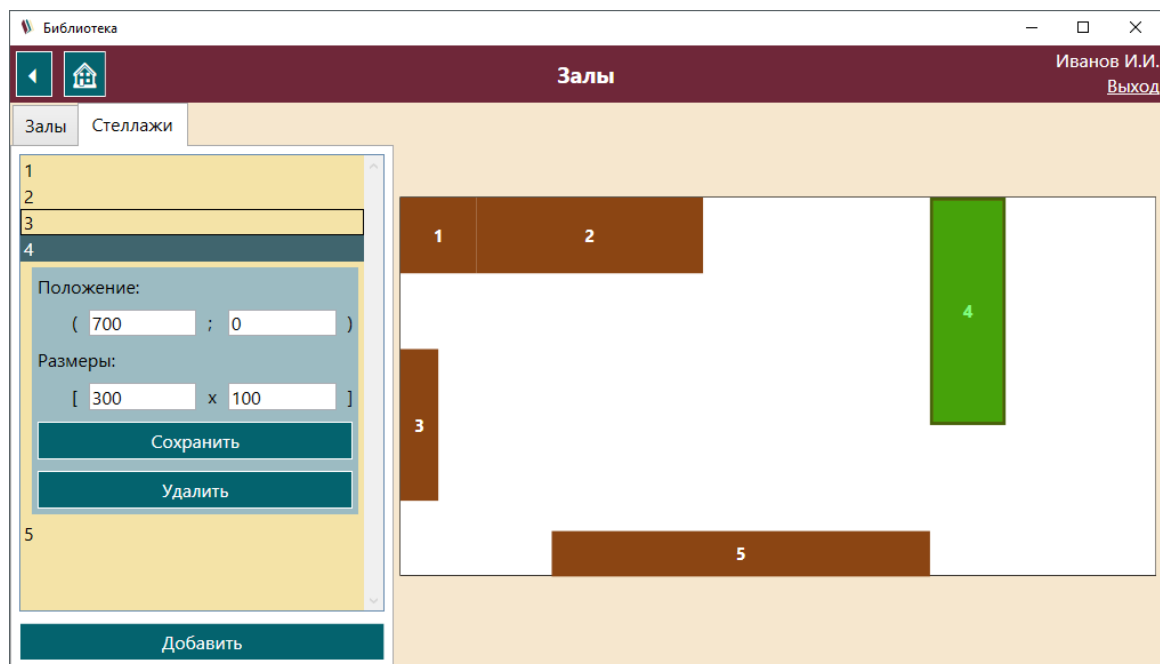 Библиотека
Залы
Иванов И.И.
Выход
Залы Стеллажи
1
2
3
4
Положение:
( 700 ; 0 )
Размеры:
[ 300 x 100 ]
Сохранить
Удалить
5
Добавить
1 2
4
3
5